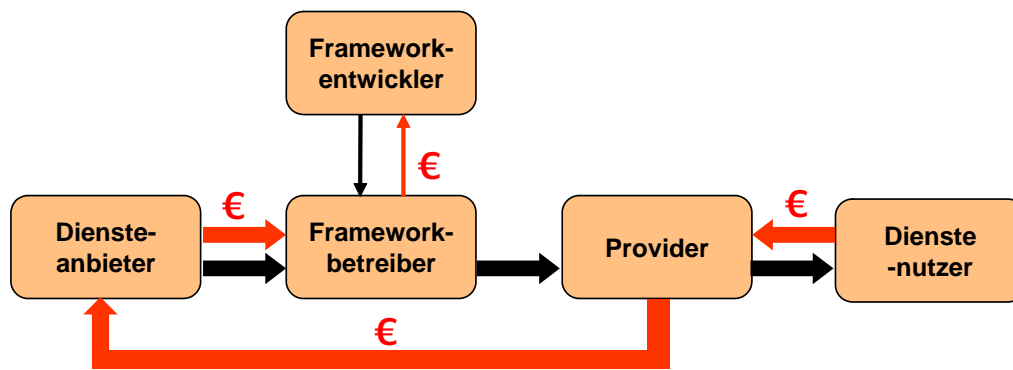 Framework-
entwickler
€
€
€
Dienste-
anbieter
Framework-
betreiber
Provider
Dienste
-nutzer
€